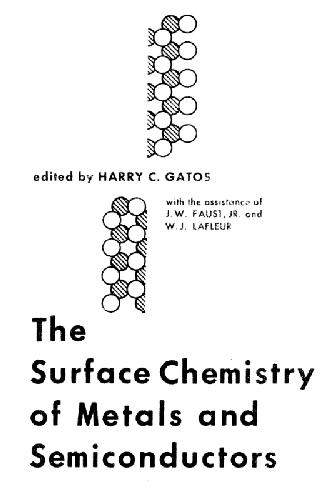 edited by HARRY C. GATOS
with the assistance of
J. W. FAUST, JR. and
W. J. LAFLEUR
The
Surface Chemistry
of Metals and
Semiconductors